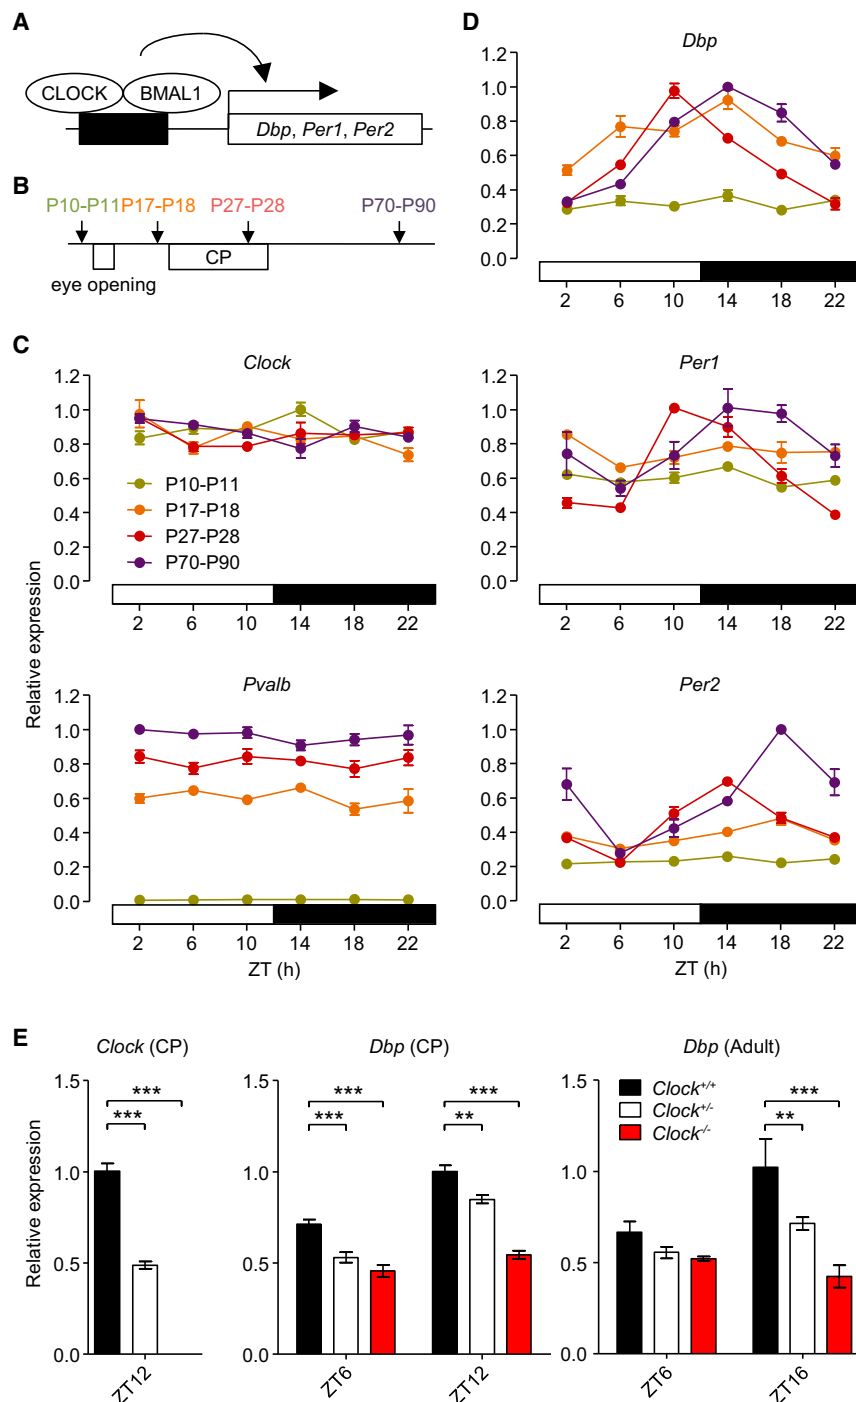 A
CLOCK
BMAL1
Dbp, Per1, Per2
B
P10-P11
P17-P18
P27-P28
P70-P90
CP
eye opening
D
Dbp
1.2
1.0
0.8
0.6
0.4
0.2
0.0
2 6 10 14 18 22
C
Relative expression
Clock
1.2
1.0
0.8
0.6
0.4
0.2
0.0
P10-P11
P17-P18
P27-P28
P70-P90
2 6 10 14 18 22
Per1
1.2
1.0
0.8
0.6
0.4
0.2
0.0
2 6 10 14 18 22
Pvalb
1.2
1.0
0.8
0.6
0.4
0.2
0.0
2 6 10 14 18 22
ZT (h)
Per2
1.2
1.0
0.8
0.6
0.4
0.2
0.0
2 6 10 14 18 22
ZT (h)
E
Relative expression
Clock (CP)
1.5
1.0
0.5
0.0
***
***
ZT12
Dbp (CP)
1.5
1.0
0.5
0.0
***
***
***
**
ZT6
ZT12
Dbp (Adult)
1.5
1.0
0.5
0.0
Clock+/+
Clock+/-
Clock-/-
***
**
ZT6
ZT16